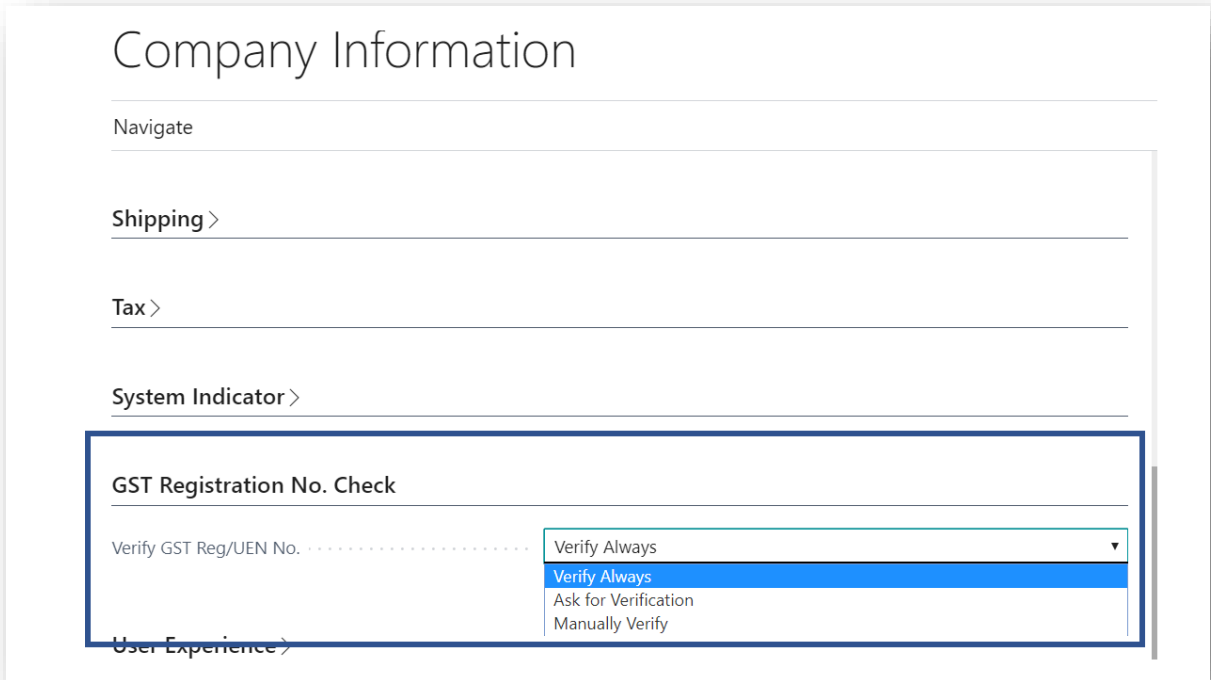 Company Information
Navigate
Shipping
Tax
System Indicator
GST Registration No. Check
Verify GST Reg/UEN No. Verify Always
Verify Always
Ask for Verification
Manually Verify
User Experience